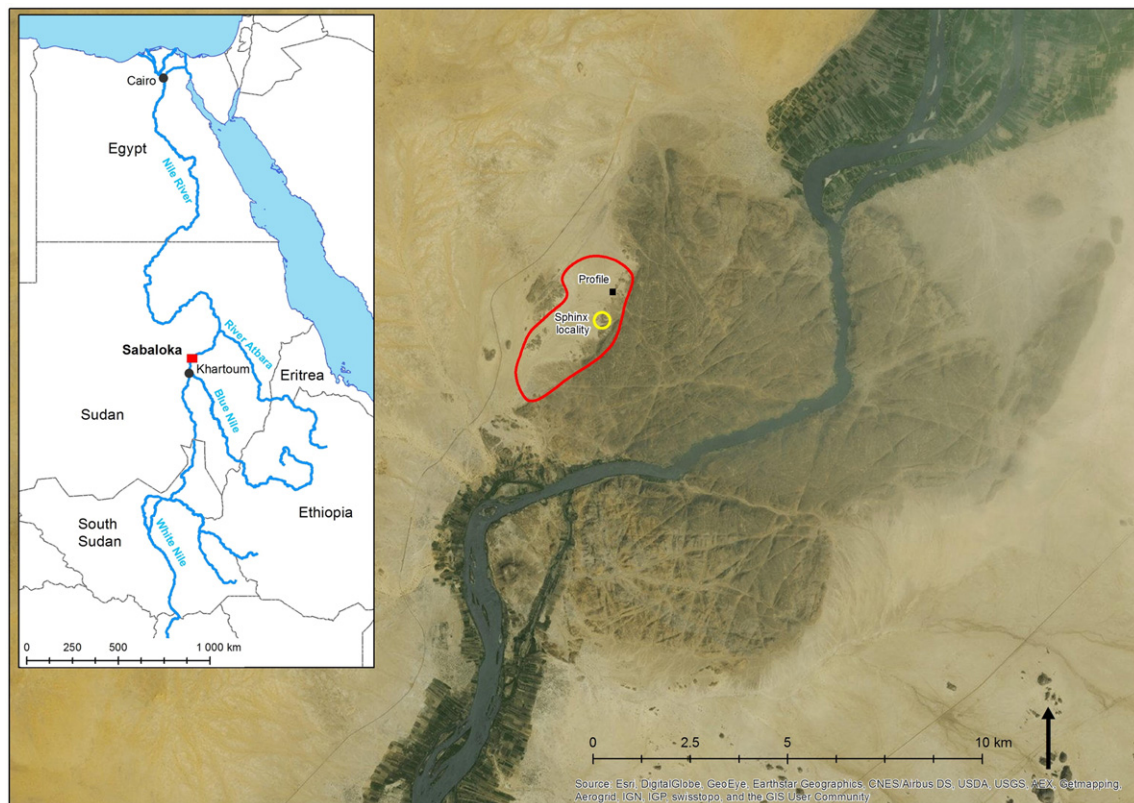 Cairo
Egypt
Nile River
River Atbara
Sabaloka
Khartoum
Eritrea
Blue Nile
Sudan
Ethiopia
South
Sudan
White Nile
0 500 1 000 km
Profile
Sphinx
locality
0 2.5 5 10 km
Source: Esri, DigitalGlobe, GeoEye, Earthstar Geographics, CNES/Airbus DS, USDA, USGS, AEX, Getmapping,
Aerogrid, IGN, IGP, swisstopo, and the GIS User Community